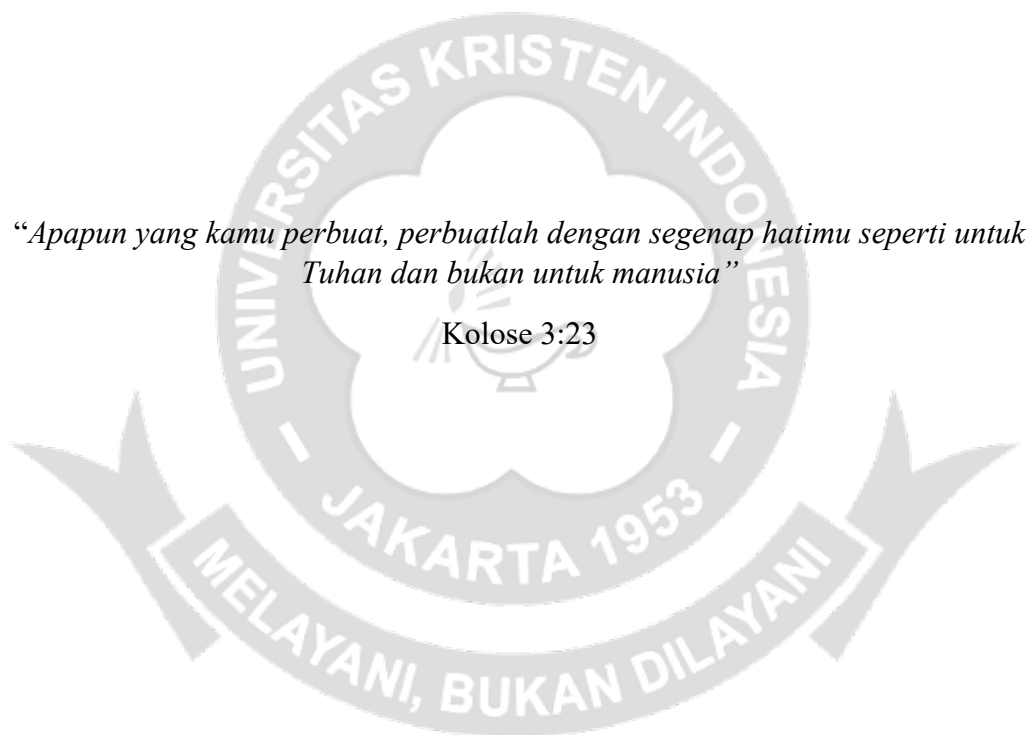 UNIVERSITAS KRISTEN INDONESIA
“Apapun yang kamu perbuat, perbuatlah dengan segenap hatimu seperti untuk
Tuhan dan bukan untuk manusia”
Kolose 3:23
JAKARTA 1953
MELAYANI, BUKAN DILAYANI